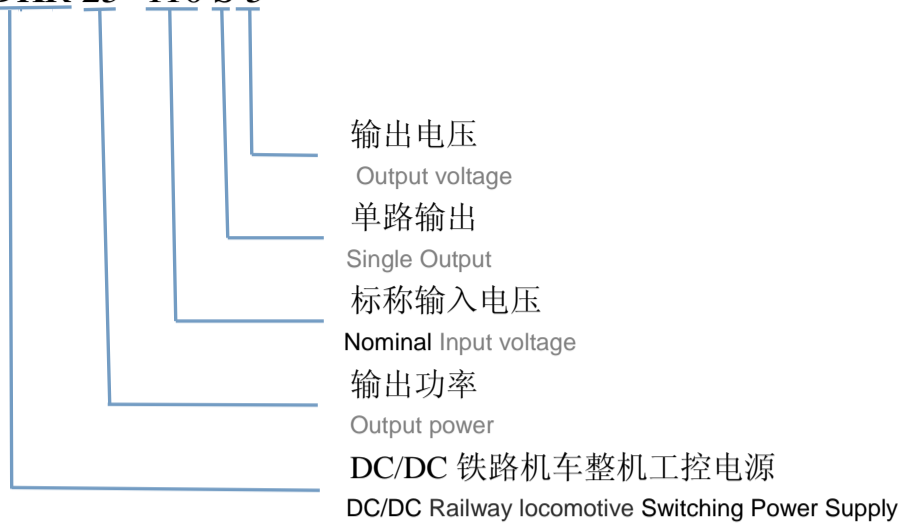 输出电压
Output voltage
单路输出
Single Output
标称输入电压
Nominal Input voltage
输出功率
Output power
DC/DC 铁路机车整机工控电源
DC/DC Railway locomotive Switching Power Supply